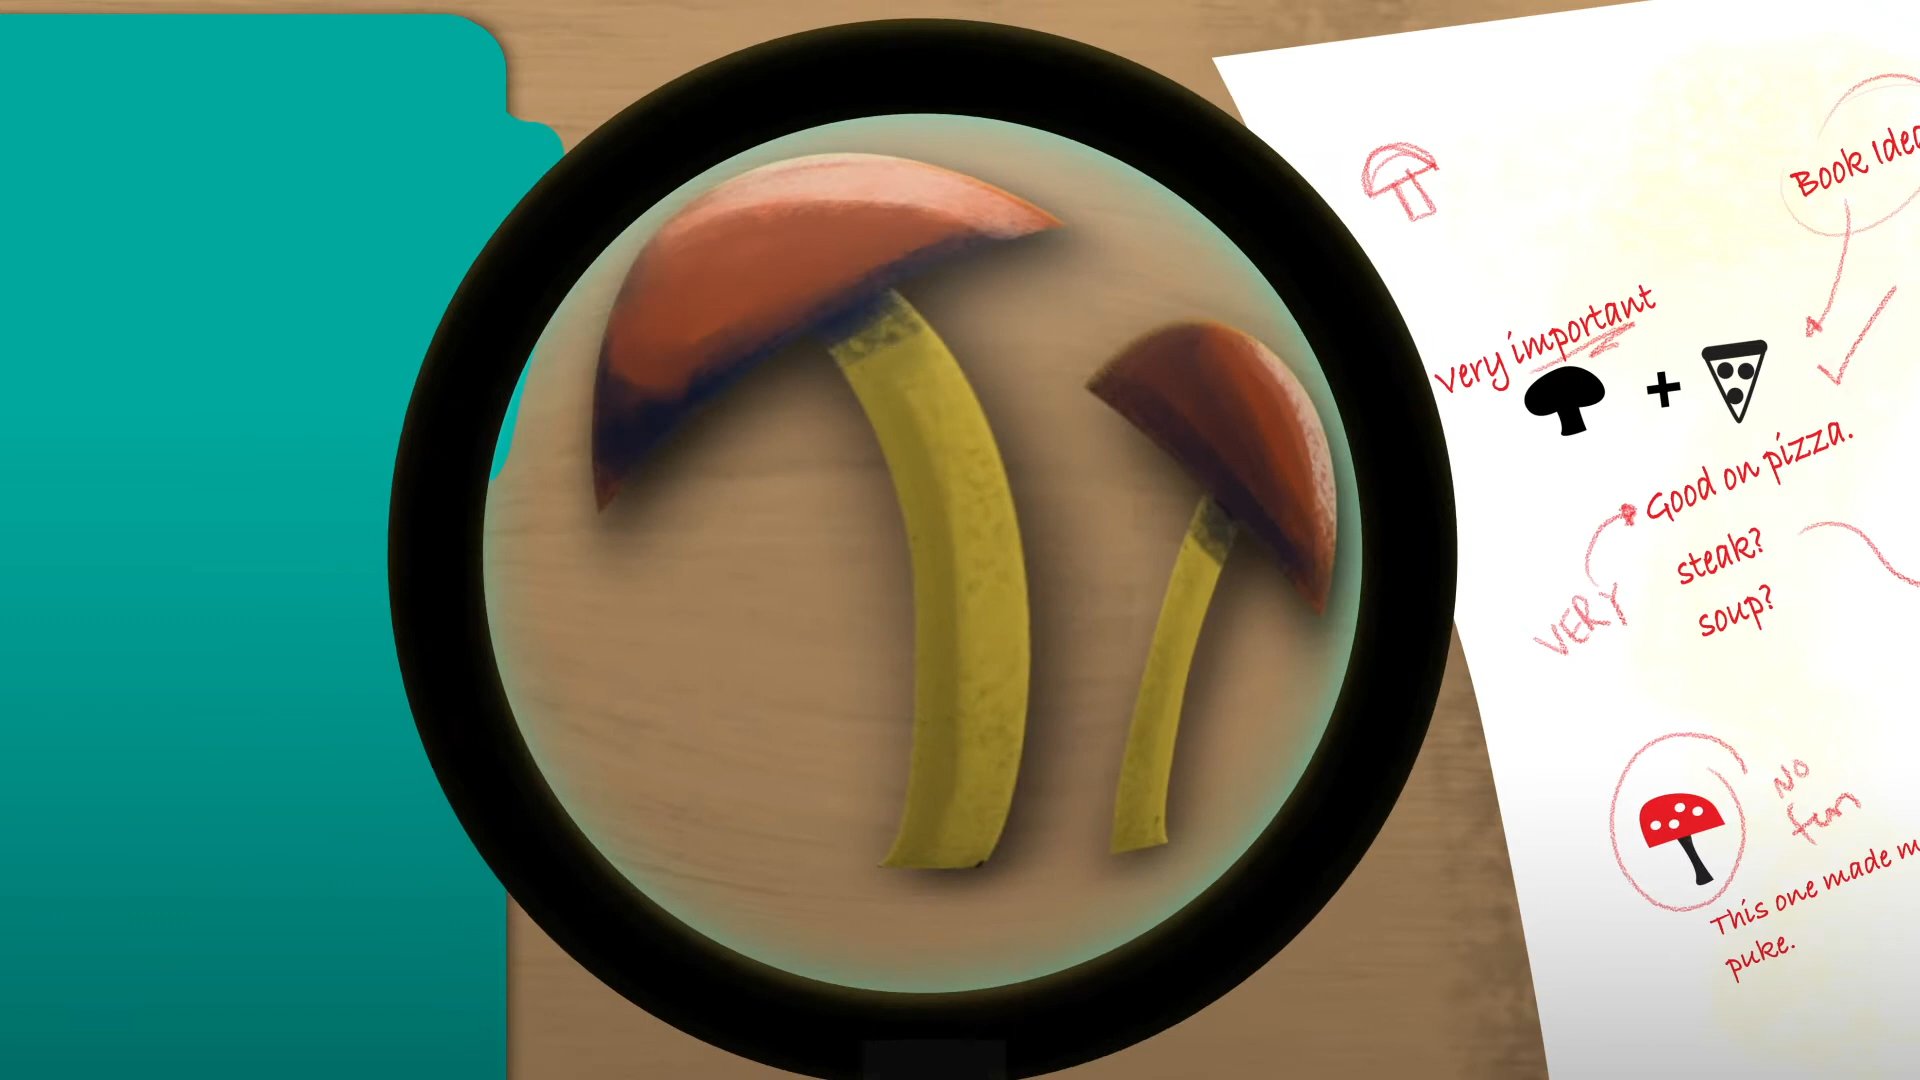 Book Idea
very important
+
Good on pizza.
steak?
soup?
VERY
No
fun
This one made m
puke.